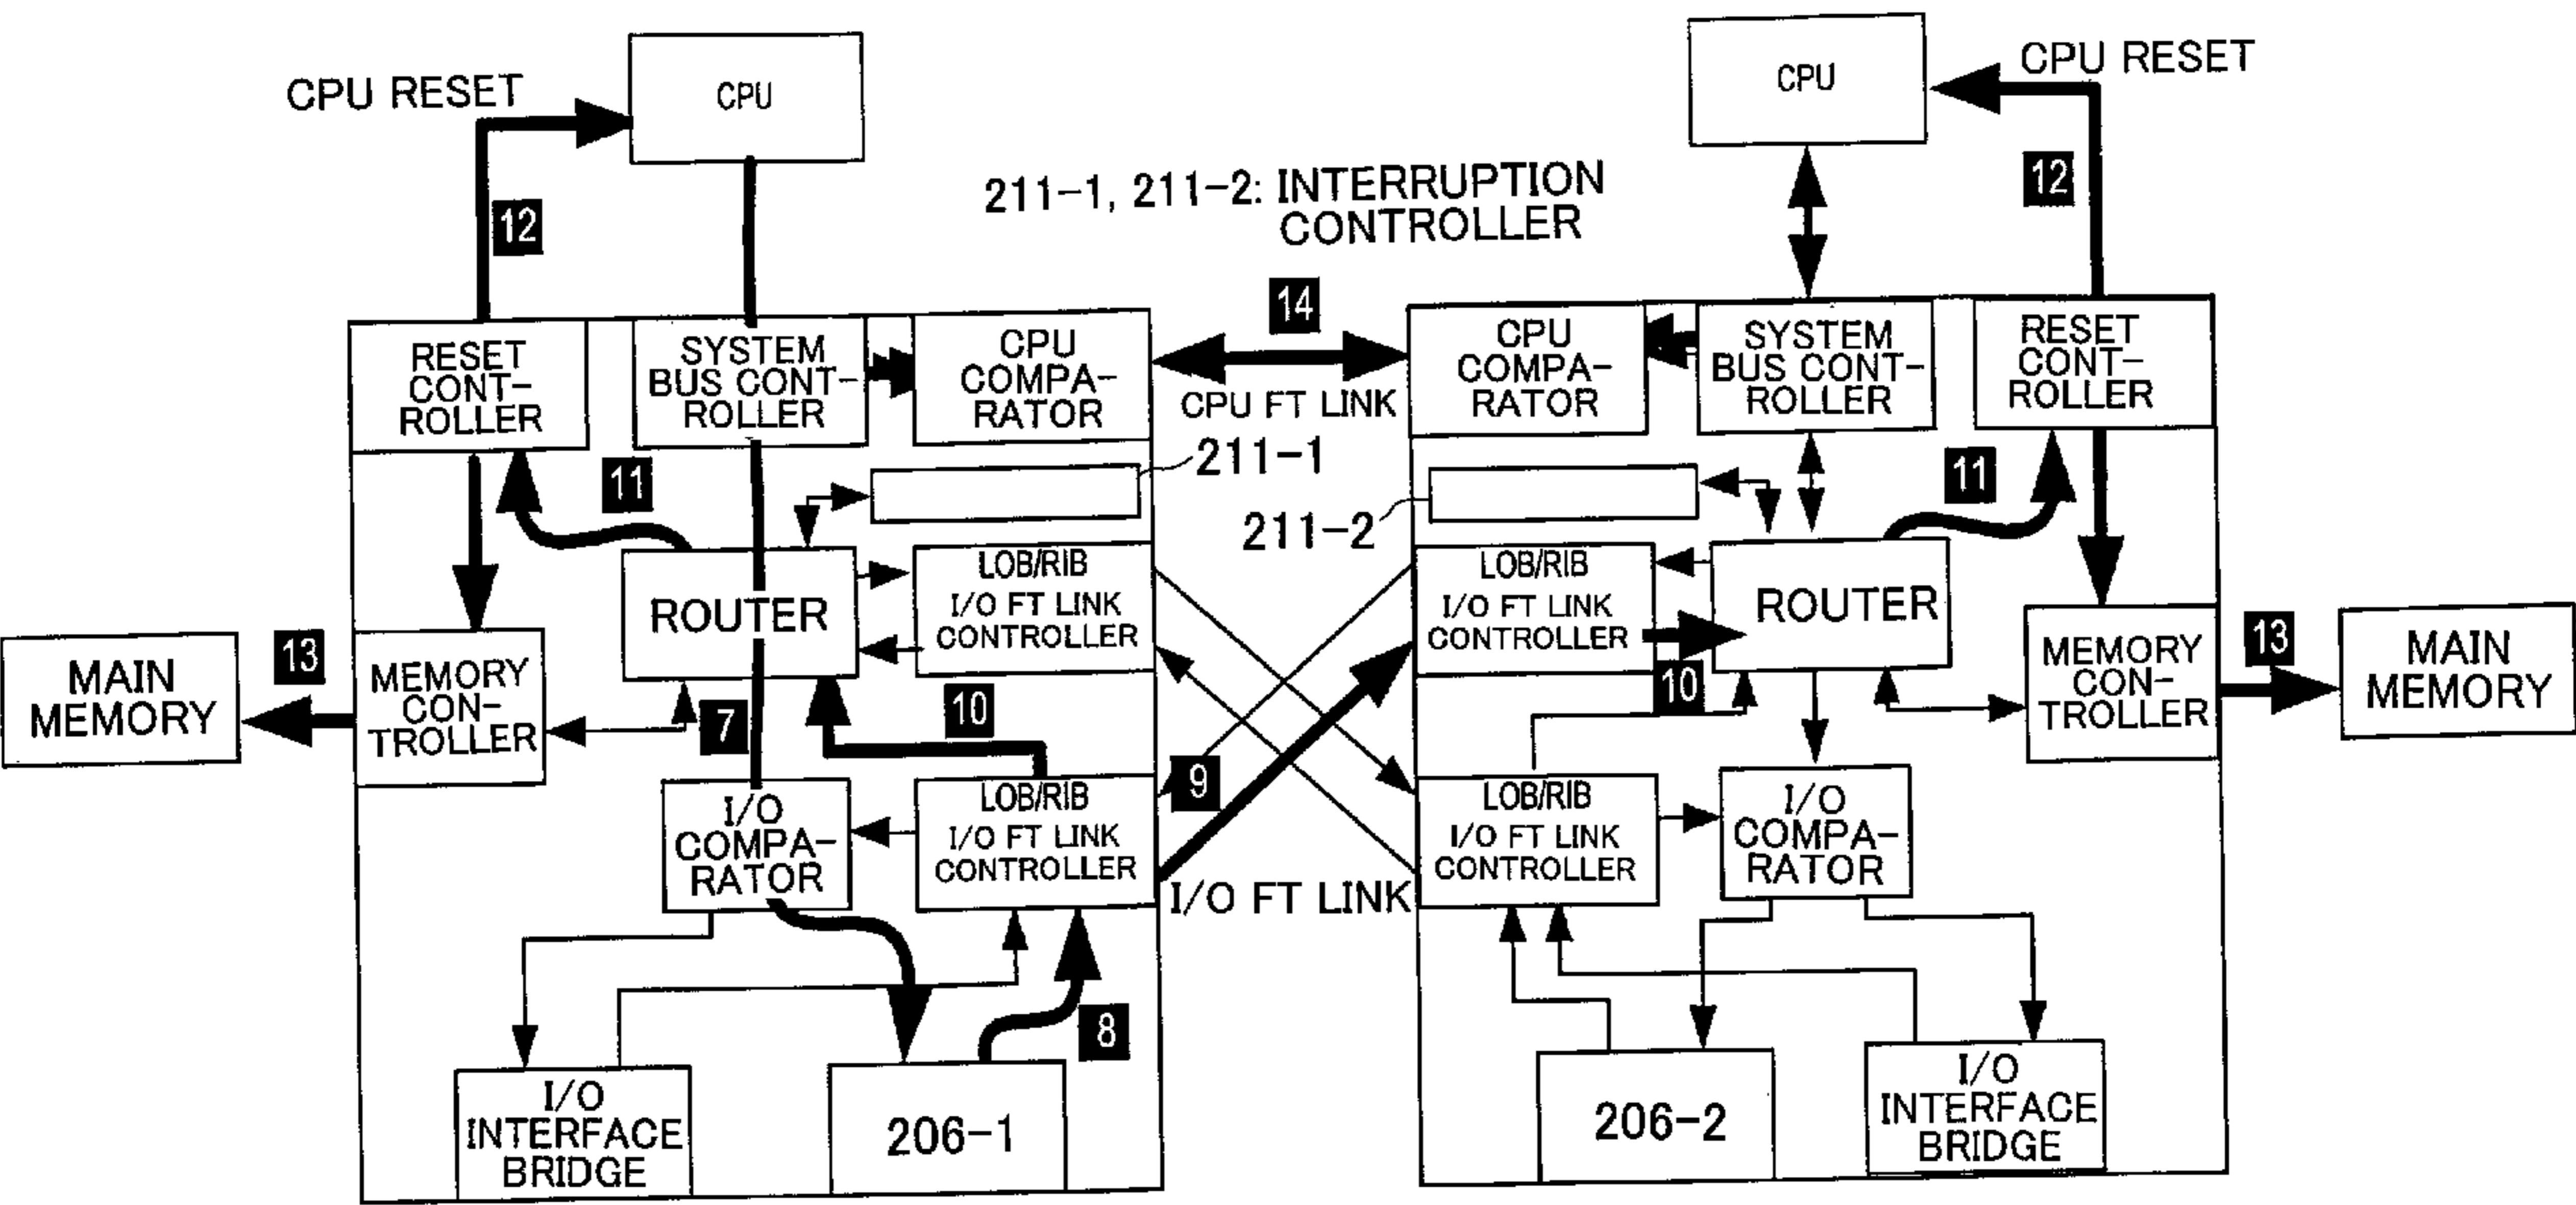 CPU RESET
CPU
CPU
CPU RESET
12
12
211-1, 211-2: INTERRUPTION
CONTROLLER
14
CPU FT LINK
RESET
CONT-
ROLLER
SYSTEM
BUS CONT-
ROLLER
CPU
COMPA-
RATOR
CPU
COMPA-
RATOR
SYSTEM
BUS CONT-
ROLLER
RESET
CONT-
ROLLER
11
211-1
211-2
11
ROUTER
LOB/RIB
I/O FT LINK
CONTROLLER
LOB/RIB
I/O FT LINK
CONTROLLER
ROUTER
MAIN
MEMORY
13
MEMORY
CON-
TROLLER
7
10
9
10
MEMORY
CON-
TROLLER
13
MAIN
MEMORY
I/O
COMPA-
RATOR
LOB/RIB
I/O FT LINK
CONTROLLER
I/O FT LINK
LOB/RIB
I/O FT LINK
CONTROLLER
I/O
COMPA-
RATOR
8
I/O
INTERFACE
BRIDGE
206-1
206-2
I/O
INTERFACE
BRIDGE